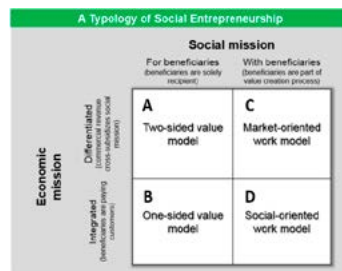 A Typology of Social Entrepreneurship
Social mission
For beneficiaries
(beneficiaries are solely
recipient)
With beneficiaries
(beneficiaries are part of
value creation process)
Economic
mission
Differentiated
(commercial revenue
cross-subsidizes social
mission)
Integrated
(beneficiaries are paying
customers)
A
Two-sided value
model
C
Market-oriented
work model
B
One-sided value
model
D
Social-oriented
work model